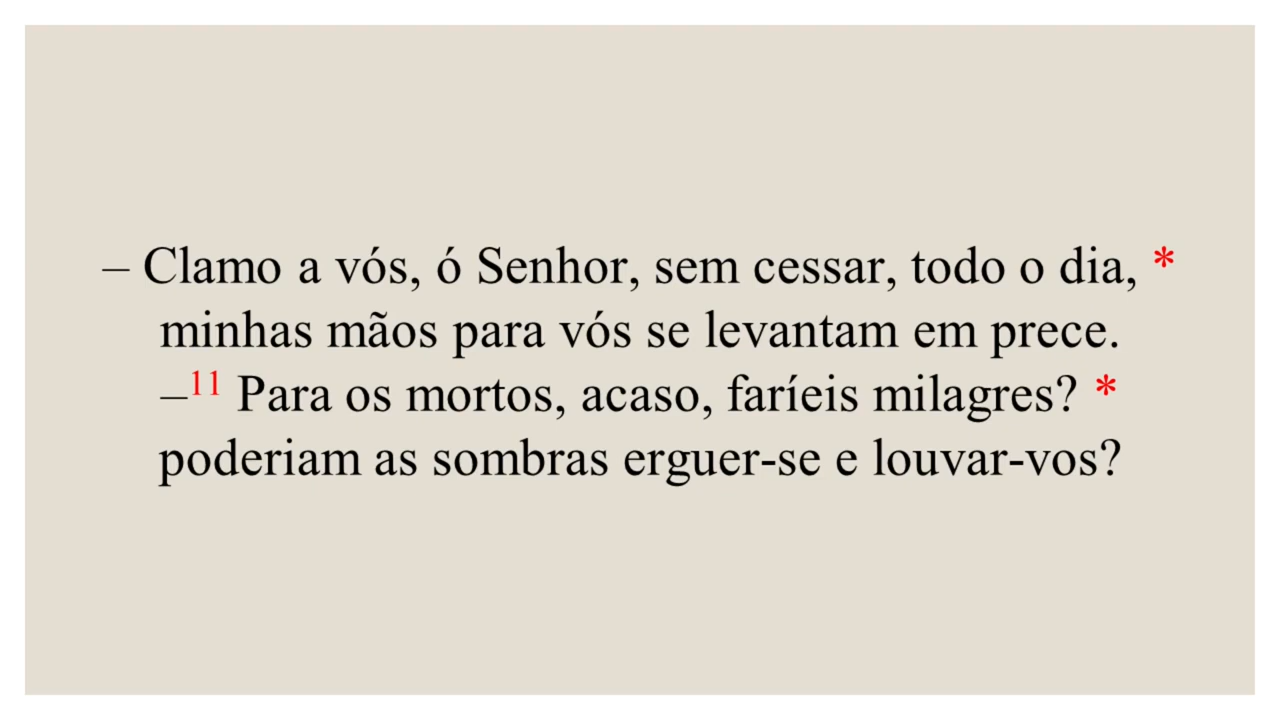 – Clamo a vós, ó Senhor, sem cessar, todo o dia, *
minhas mãos para vós se levantam em prece.
–11 Para os mortos, acaso, faríeis milagres? *
poderiam as sombras erguer-se e louvar-vos?